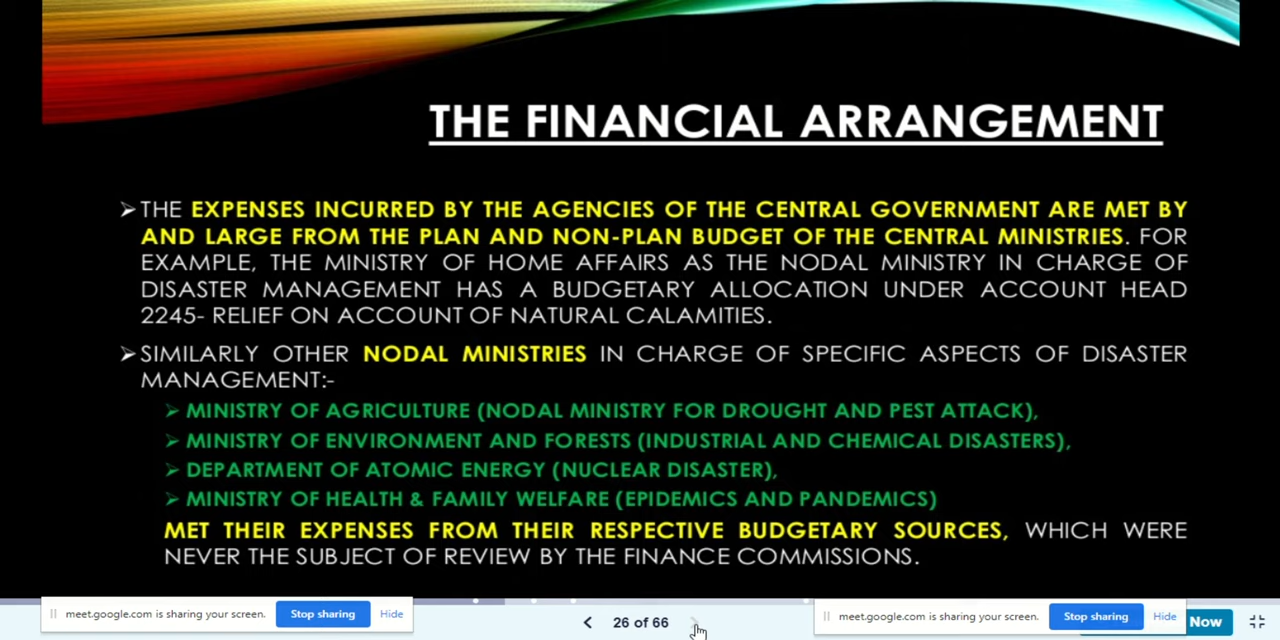 THE FINANCIAL ARRANGEMENT
➢THE EXPENSES INCURRED BY THE AGENCIES OF THE CENTRAL GOVERNMENT ARE MET BY
AND LARGE FROM THE PLAN AND NON-PLAN BUDGET OF THE CENTRAL MINISTRIES. FOR
EXAMPLE, THE MINISTRY OF HOME AFFAIRS AS THE NODAL MINISTRY IN CHARGE OF
DISASTER MANAGEMENT HAS A BUDGETARY ALLOCATION UNDER ACCOUNT HEAD
2245- RELIEF ON ACCOUNT OF NATURAL CALAMITIES.
➢SIMILARLY OTHER NODAL MINISTRIES IN CHARGE OF SPECIFIC ASPECTS OF DISASTER
MANAGEMENT:-
➢ MINISTRY OF AGRICULTURE (NODAL MINISTRY FOR DROUGHT AND PEST ATTACK),
➢ MINISTRY OF ENVIRONMENT AND FORESTS (INDUSTRIAL AND CHEMICAL DISASTERS),
➢ DEPARTMENT OF ATOMIC ENERGY (NUCLEAR DISASTER),
➢ MINISTRY OF HEALTH & FAMILY WELFARE (EPIDEMICS AND PANDEMICS)
MET THEIR EXPENSES FROM THEIR RESPECTIVE BUDGETARY SOURCES, WHICH WERE
NEVER THE SUBJECT OF REVIEW BY THE FINANCE COMMISSIONS.
meet.google.com is sharing your screen. Stop sharing Hide
26 of 66
meet.google.com is sharing your screen. Stop sharing Hide
Now